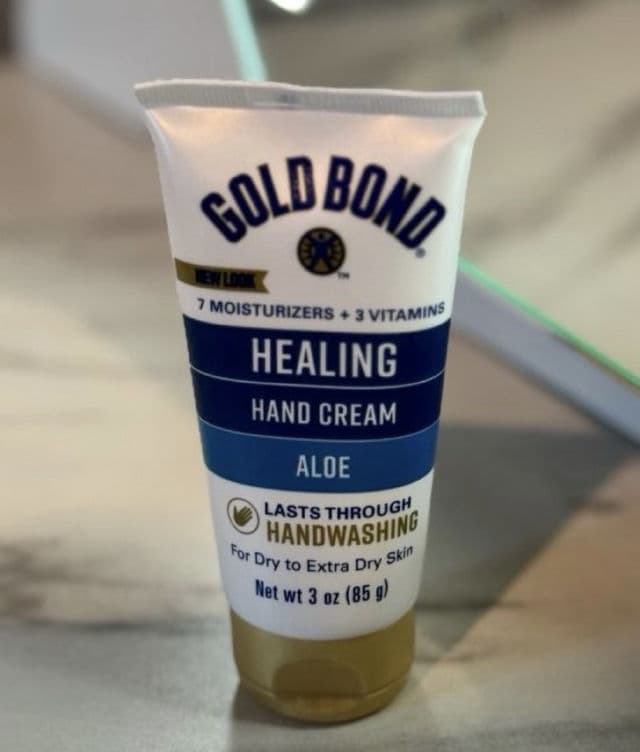 GOLD BOND®
™
NEW LOOK
7 MOISTURIZERS + 3 VITAMINS
HEALING
HAND CREAM
ALOE
LASTS THROUGH
HANDWASHING
For Dry to Extra Dry Skin
Net wt 3 oz (85 g)